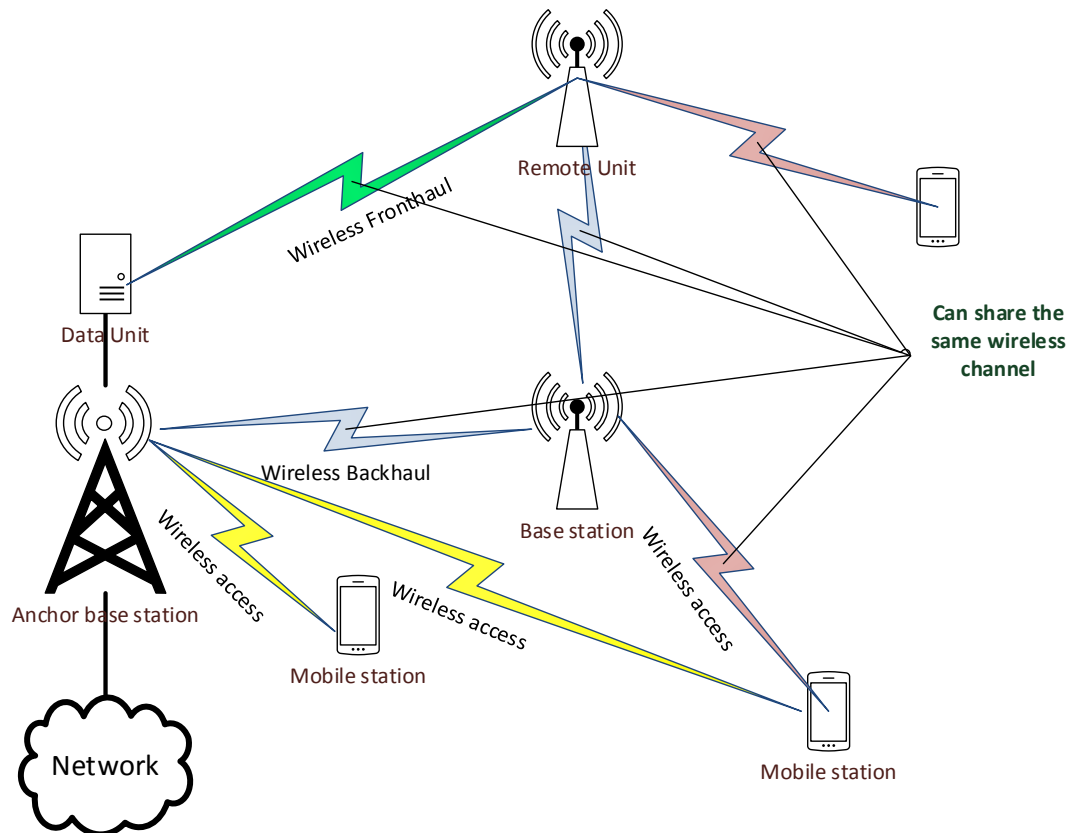 Remote Unit
Wireless Fronthaul
Data Unit
Can share the
same wireless
channel
Wireless Backhaul
Base station
Wireless access
Wireless access
Wireless access
Anchor base station
Mobile station
Network
Mobile station